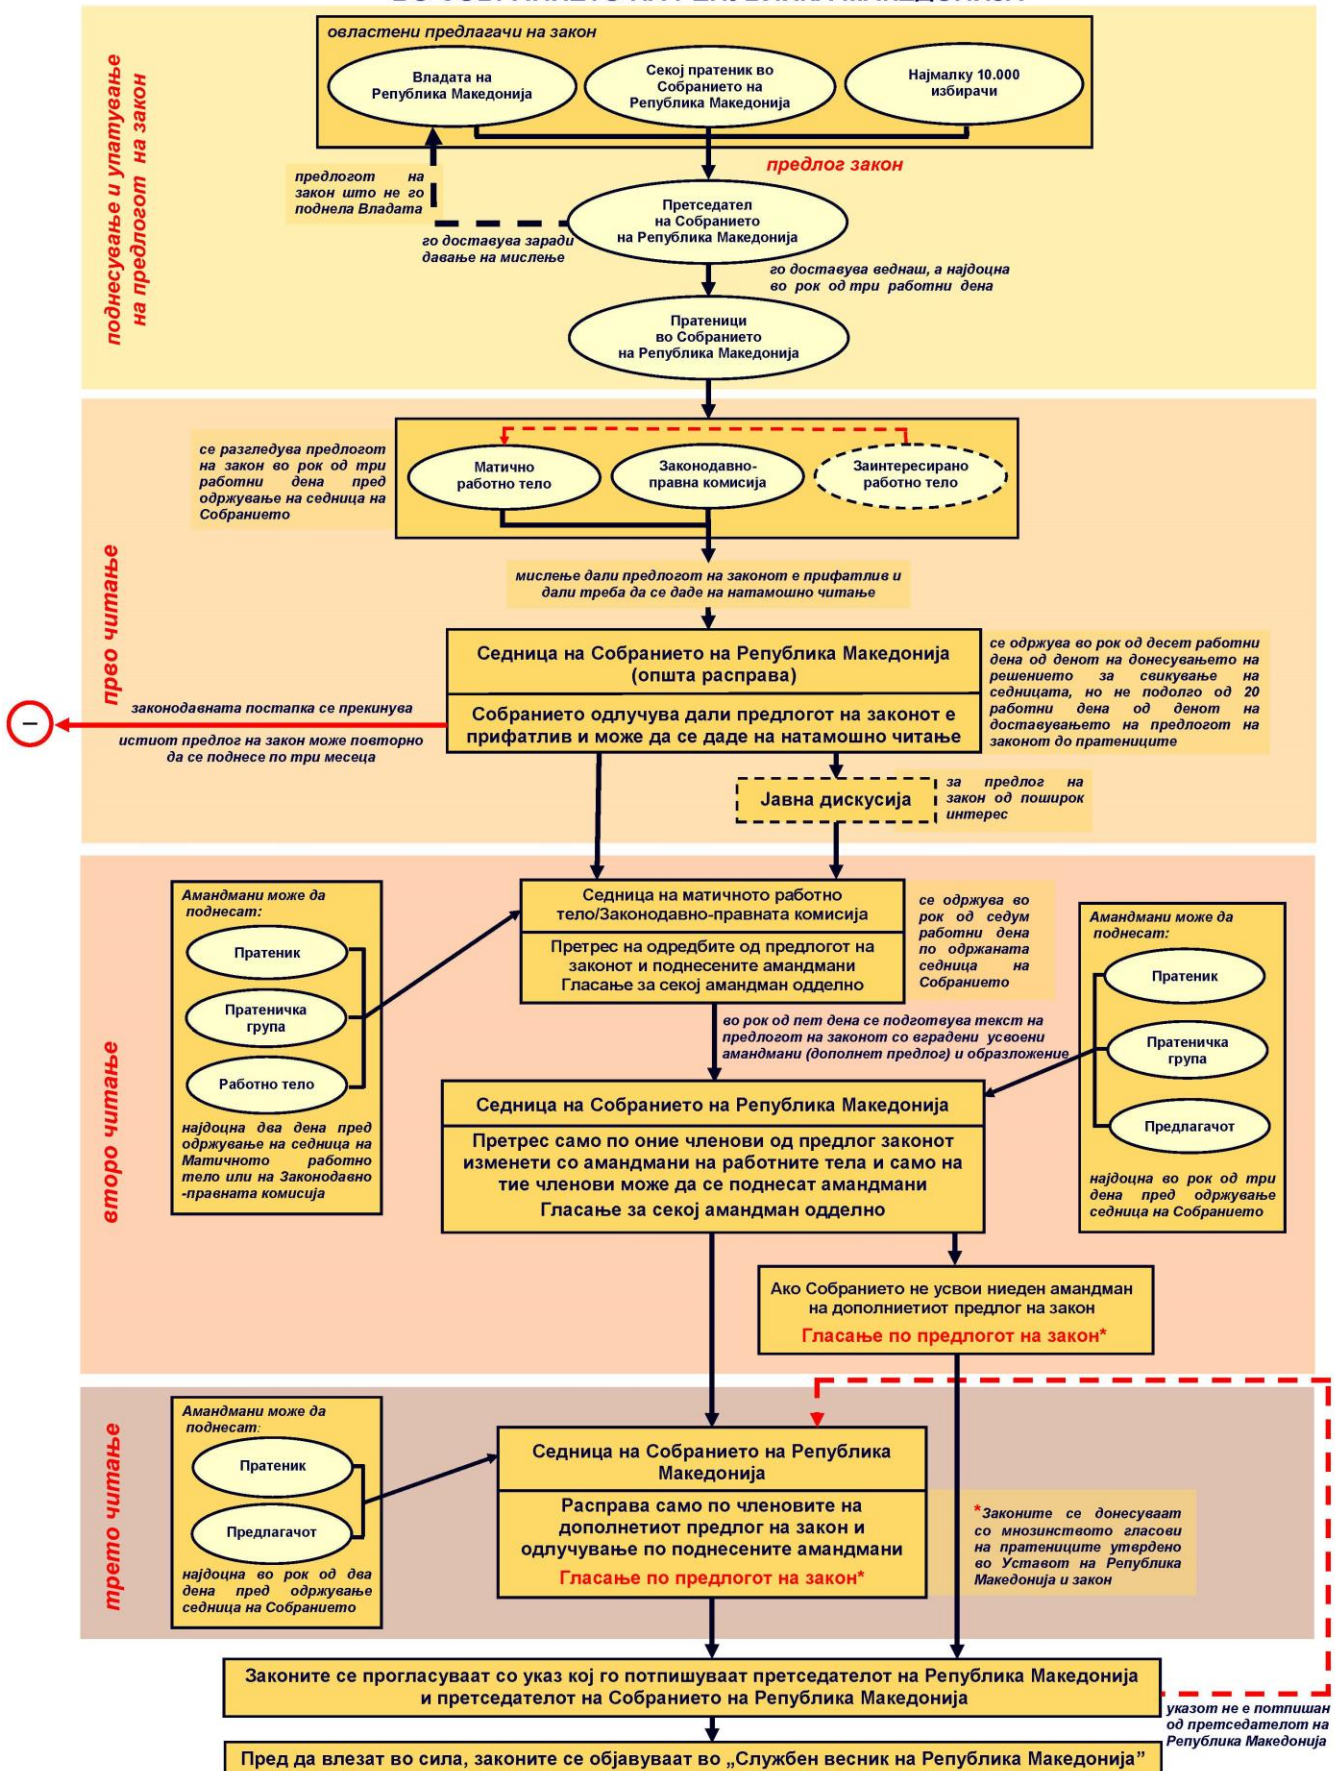 поднесување и упатување
на предлогот на закон
овластени предлагачи на закон
Владата на
Република Македонија
Секој пратеник во
Собранието на
Република Македонија
Најмалку 10.000
избирачи
предлог закон
предлогот на
закон што не го
поднела Владата
Претседател
на Собранието
на Република Македонија
го доставува заради
давање на мислење
го доставува веднаш, а најдоцна
во рок од три работни дена
Пратеници
во Собранието
на Република Македонија
прво читање
се разгледува предлогот
на закон во рок од три
работни дена пред
одржување на седница на
Собранието
Матично
работно тело
Законодавно-
правна комисија
Заинтересирано
работно тело
мислење дали предлогот на законот е прифатлив и
дали треба да се даде на натамошно читање
Седница на Собранието на Република Македонија
(општа расправа)
Собранието одлучува дали предлогот на законот е
прифатлив и може да се даде на натамошно читање
се одржува во рок од десет работни
дена од денот на донесувањето на
решението за свикување на
седницата, но не подолго од 20
работни дена од денот на
доставувањето на предлогот на
законот до пратениците
–
законодавната постапка се прекинува
истиот предлог на закон може повторно
да се поднесе по три месеца
Јавна дискусија
за предлог на
закон од поширок
интерес
второ читање
Амандмани може да
поднесат:
Пратеник
Пратеничка
група
Работно тело
најдоцна два дена пред
одржување на седница на
Матичното работно
тело или на Законодавно
-правната комисија
Седница на матичното работно
тело/Законодавно-правната комисија
Претрес на одредбите од предлогот на
законот и поднесените амандмани
Гласање за секој амандман одделно
се одржува во
рок од седум
работни дена
по одржаната
седница на
Собранието
Амандмани може да
поднесат:
Пратеник
Пратеничка
група
Предлагачот
најдоцна во рок од три
дена пред одржување
седница на Собранието
во рок од пет дена се подготвува текст на
предлогот на законот со вградени усвоени
амандмани (дополнет предлог) и образложение
Седница на Собранието на Република Македонија
Претрес само по оние членови од предлог законот
изменети со амандмани на работните тела и само на
тие членови може да се поднесат амандмани
Гласање за секој амандман одделно
Ако Собранието не усвои ниеден амандман
на дополниетиот предлог на закон
Гласање по предлогот на закон*
трето читање
Амандмани може да
поднесат:
Пратеник
Предлагачот
најдоцна во рок од два
дена пред одржување
седница на Собранието
Седница на Собранието на Република
Македонија
Расправа само по членовите на
дополнетиот предлог на закон и
одлучување по поднесените амандмани
Гласање по предлогот на закон*
*Законите се донесуваат
со мнозинството гласови
на пратениците утврдено
во Уставот на Република
Македонија и закон
Законите се прогласуваат со указ кој го потпишуваат претседателот на Република Македонија
и претседателот на Собранието на Република Македонија
указот не е потпишан
од претседателот на
Република Македонија
Пред да влезат во сила, законите се објавуваат во „Службен весник на Република Македонија”